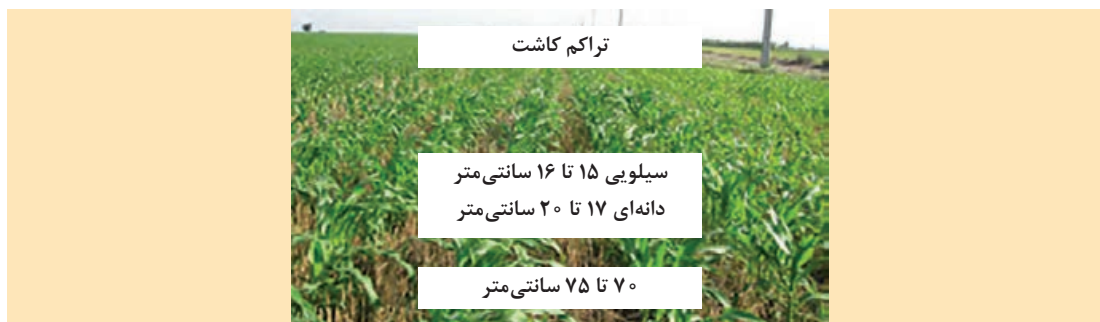 تراکم کاشت
سیلویی ۱۵ تا ۱۶ سانتی‌متر
دانه‌ای ۱۷ تا ۲۰ سانتی‌متر
۷۰ تا ۷۵ سانتی‌متر